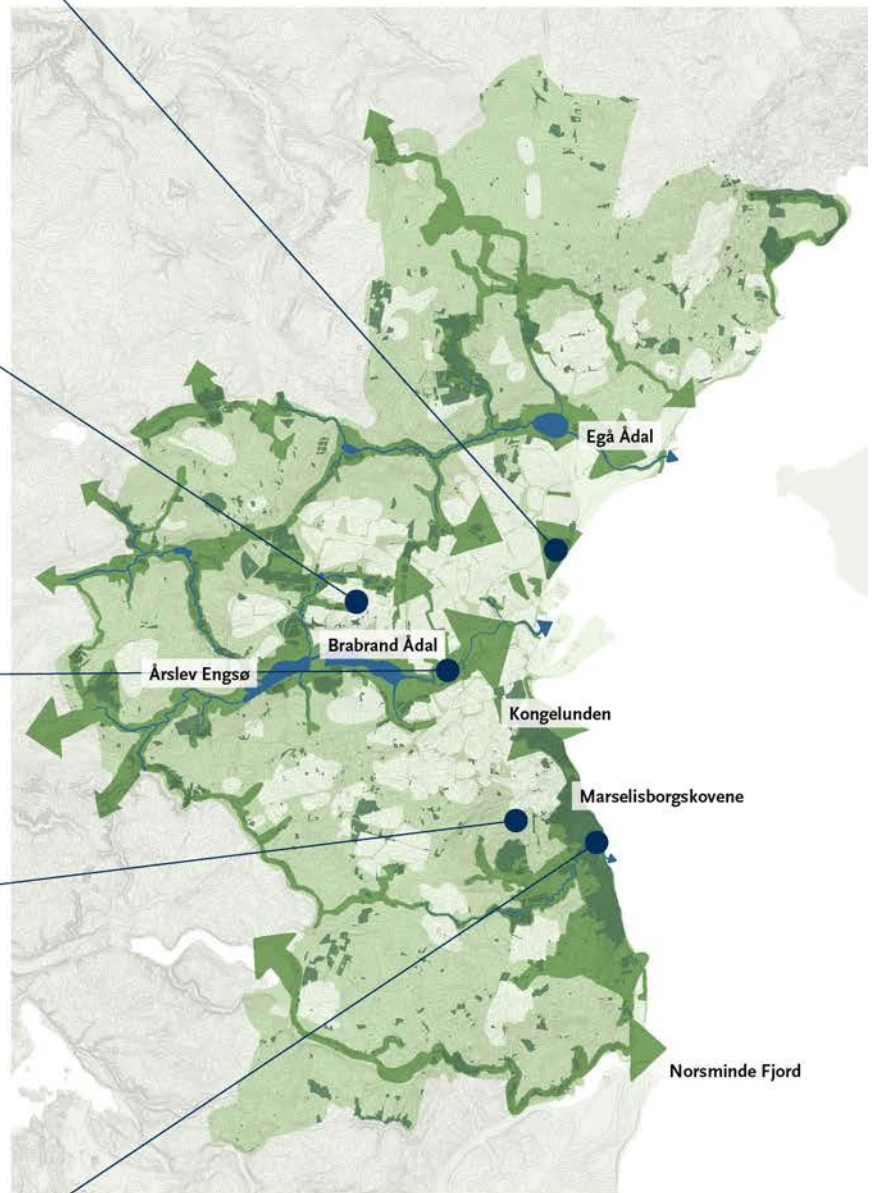 Egå Ådal
Brabrand Ådal
Årslev Engsø
Kongelunden
Marselisborgskovene
Norsminde Fjord